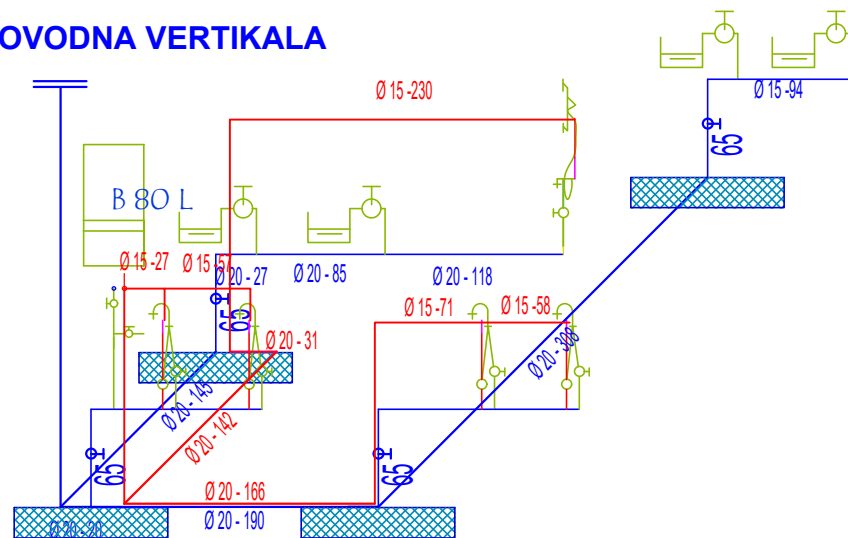 OVODNA VERTIKALA
Ø 15 -230
Ø 15 -94
65
B 80 L
Ø 15 -27
Ø 15 -57
Ø 20 - 27
Ø 20 - 85
Ø 20 - 118
65
Ø 15 -71
Ø 15 -58
Ø 20 - 31
Ø 20 - 308
Ø 20 - 145
Ø 20 - 142
65
65
Ø 20 - 166
Ø 20 - 190
Ø 20 - 20